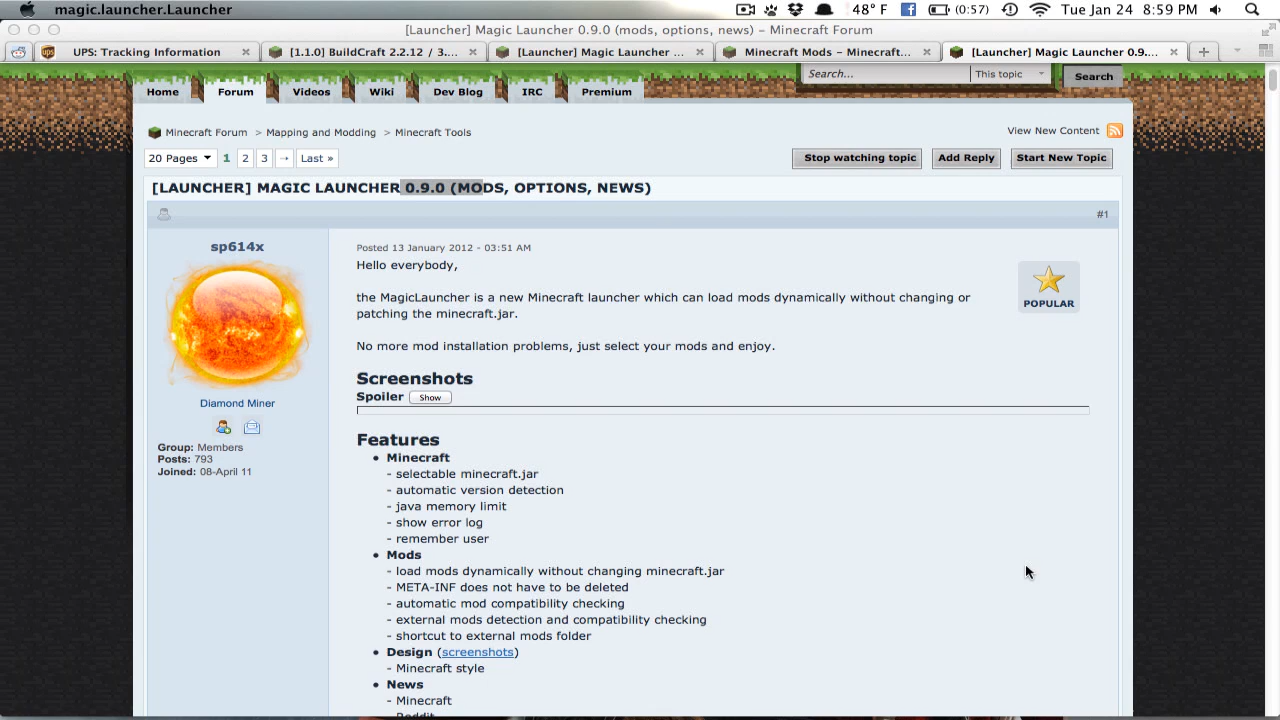 magic.launcher.Launcher
48° F
(0:57)
Tue Jan 24
8:59 PM
[Launcher] Magic Launcher 0.9.0 (mods, options, news) – Minecraft Forum
UPS: Tracking Information
[1.1.0] BuildCraft 2.2.12 / 3....
[Launcher] Magic Launcher ...
Minecraft Mods – Minecraft...
[Launcher] Magic Launcher 0.9....
Search...
This topic
Search
Home
Forum
Videos
Wiki
Dev Blog
IRC
Premium
Minecraft Forum > Mapping and Modding > Minecraft Tools
View New Content
20 Pages
1
2
3
→
Last »
Stop watching topic
Add Reply
Start New Topic
[LAUNCHER] MAGIC LAUNCHER 0.9.0 (MODS, OPTIONS, NEWS)
#1
sp614x
Diamond Miner
Group: Members
Posts: 793
Joined: 08-April 11
Posted 13 January 2012 - 03:51 AM
Hello everybody,
the MagicLauncher is a new Minecraft launcher which can load mods dynamically without changing or
patching the minecraft.jar.
No more mod installation problems, just select your mods and enjoy.
POPULAR
Screenshots
Spoiler Show
Features
• Minecraft
- selectable minecraft.jar
- automatic version detection
- java memory limit
- show error log
- remember user
• Mods
- load mods dynamically without changing minecraft.jar
- META-INF does not have to be deleted
- automatic mod compatibility checking
- external mods detection and compatibility checking
- shortcut to external mods folder
• Design (screenshots)
- Minecraft style
• News
- Minecraft
- Reddit